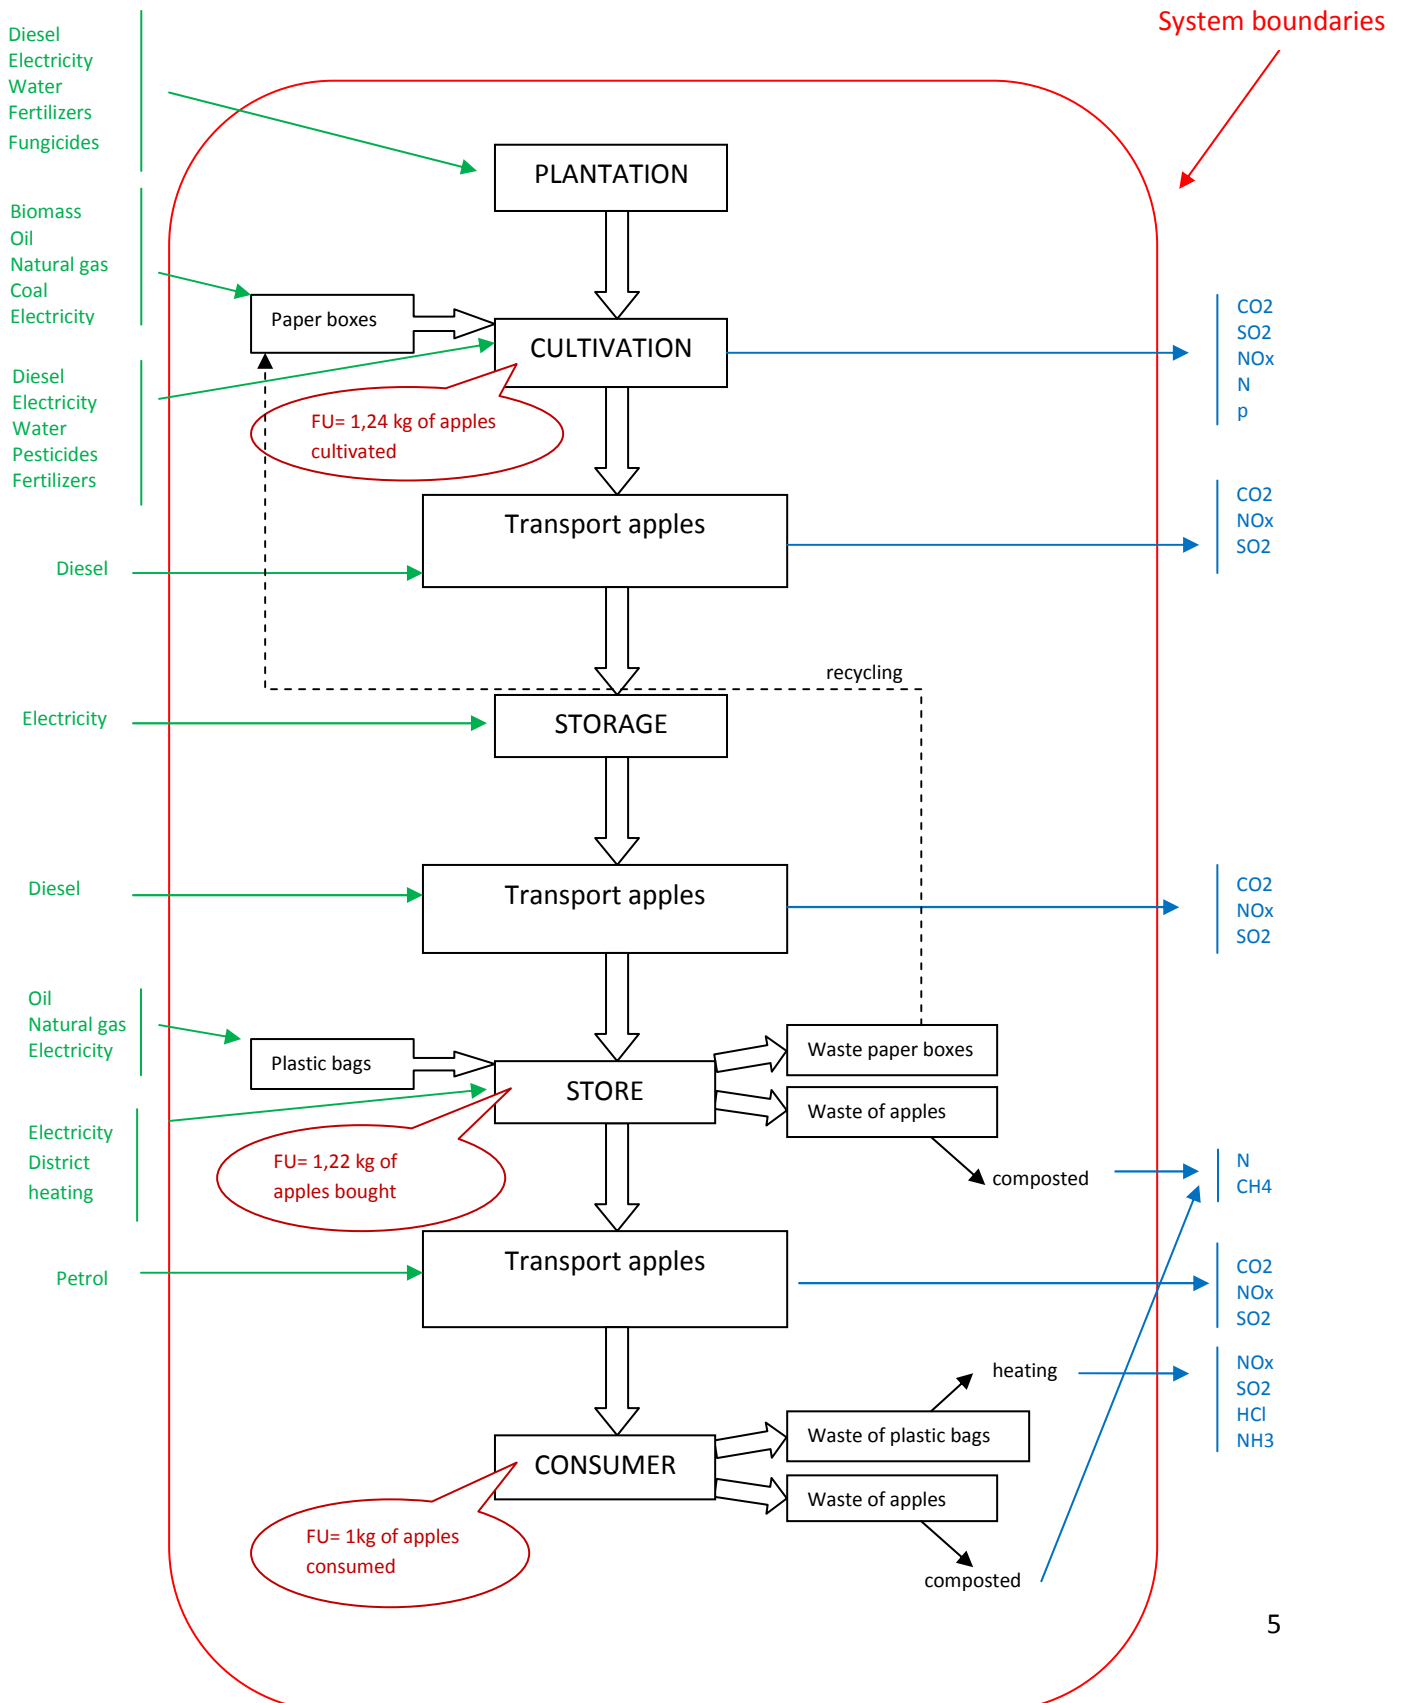 System boundaries
Diesel
Electricity
Water
Fertilizers
Fungicides
PLANTATION
Biomass
Oil
Natural gas
Coal
Electricity
Paper boxes
CULTIVATION
CO2
SO2
NOx
N
p
Diesel
Electricity
Water
Pesticides
Fertilizers
FU= 1,24 kg of apples
cultivated
Transport apples
CO2
NOx
SO2
Diesel
recycling
Electricity
STORAGE
Diesel
Transport apples
CO2
NOx
SO2
Oil
Natural gas
Electricity
Plastic bags
STORE
Waste paper boxes
Waste of apples
Electricity
District
heating
FU= 1,22 kg of
apples bought
composted
N
CH4
Petrol
Transport apples
CO2
NOx
SO2
heating
NOx
SO2
HCl
NH3
CONSUMER
Waste of plastic bags
Waste of apples
FU= 1kg of apples
consumed
composted
5